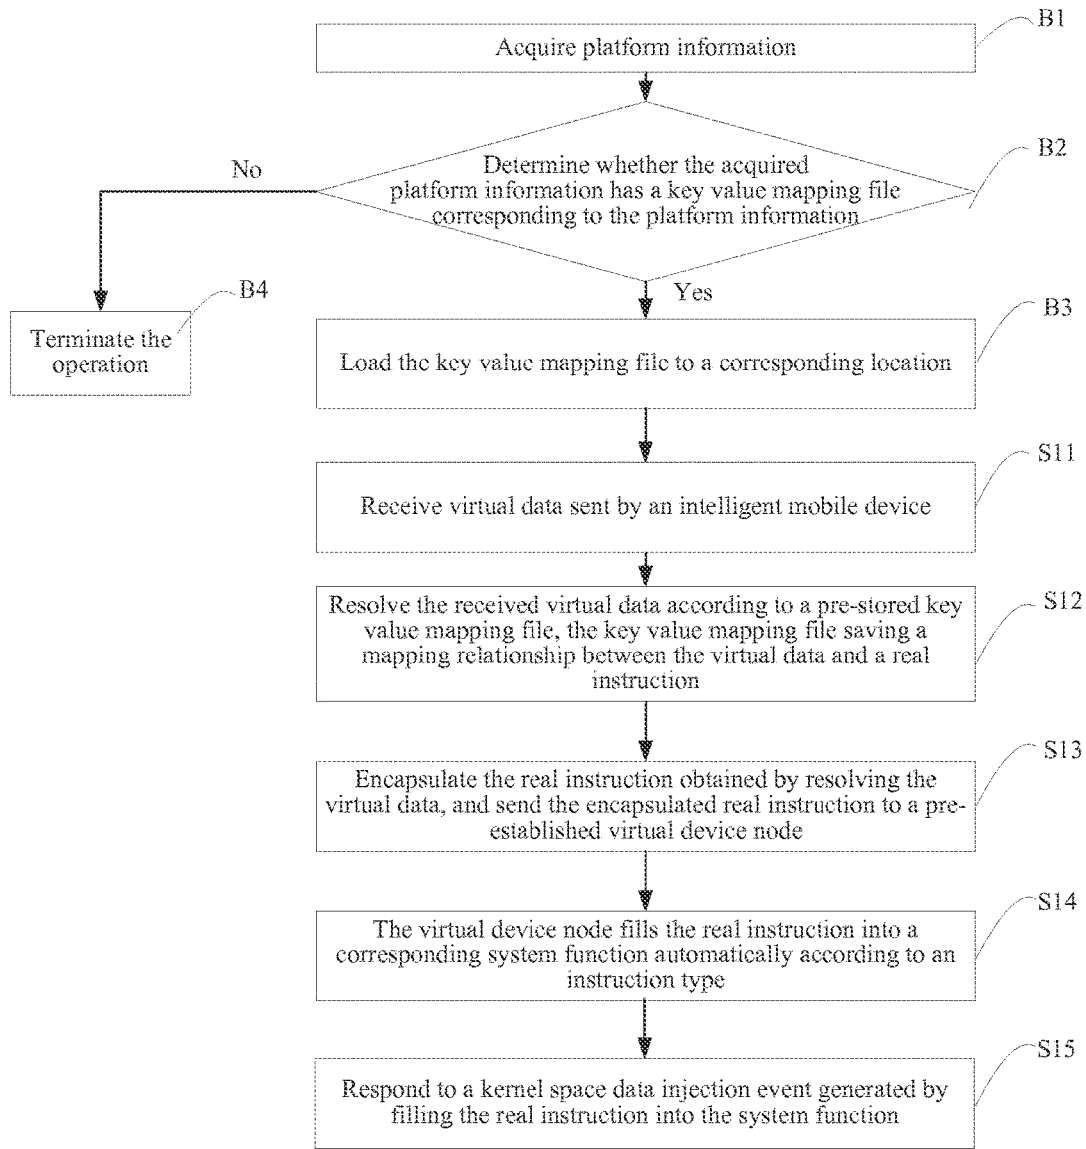 B1
Acquire platform information
B2
Determine whether the acquired
platform information has a key value mapping file
corresponding to the platform information
No
Yes
B4
Terminate the
operation
B3
Load the key value mapping file to a corresponding location
S11
Receive virtual data sent by an intelligent mobile device
S12
Resolve the received virtual data according to a pre-stored key
value mapping file, the key value mapping file saving a
mapping relationship between the virtual data and a real
instruction
S13
Encapsulate the real instruction obtained by resolving the
virtual data, and send the encapsulated real instruction to a pre-
established virtual device node
S14
The virtual device node fills the real instruction into a
corresponding system function automatically according to an
instruction type
S15
Respond to a kernel space data injection event generated by
filling the real instruction into the system function